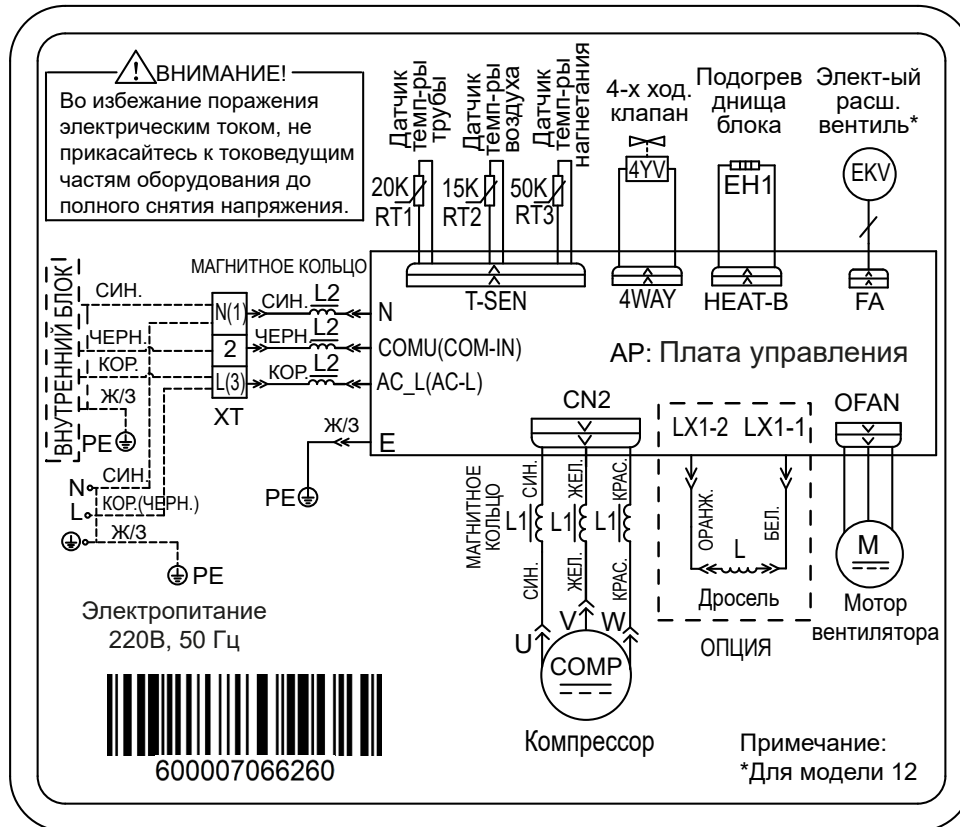 ВНИМАНИЕ!
Во избежание поражения
электрическим током, не
прикасайтесь к токоведущим
частям оборудования до
полного снятия напряжения.
Датчик
темп-ры
трубы
Датчик
темп-ры
воздуха
Датчик
темп-ры
нагнетания
4-х ход.
клапан
Подогрев
днища
блока
Элект-ый
расш.
вентиль*
20K
RT1
15K
RT2
50K
RT3
4YV
EH1
EKV
T-SEN
4WAY
HEAT-B
FA
МАГНИТНОЕ КОЛЬЦО
ВНУТРЕННИЙ БЛОК
СИН.
N(1)
СИН.
L2
N
ЧЕРН.
2
ЧЕРН.
L2
COMU(COM-IN)
КОР.
L(3)
КОР.
L2
AC_L(AC-L)
Ж/З
XT
PE
Ж/З
E
PE
AP: Плата управления
CN2
LX1-2 LX1-1
OFAN
N
СИН.
L
КОР.(ЧЕРН.)
Ж/З
PE
МАГНИТНОЕ
КОЛЬЦО
L1
СИН.
СИН.
L1
ЖЕЛ.
ЖЕЛ.
L1
КРАС.
КРАС.
U
V
W
COMP
Компрессор
ОРАНЖ.
БЕЛ.
L
Дросель
ОПЦИЯ
M
Мотор
вентилятора
Электропитание
220В, 50 Гц
600007066260
Примечание:
*Для модели 12